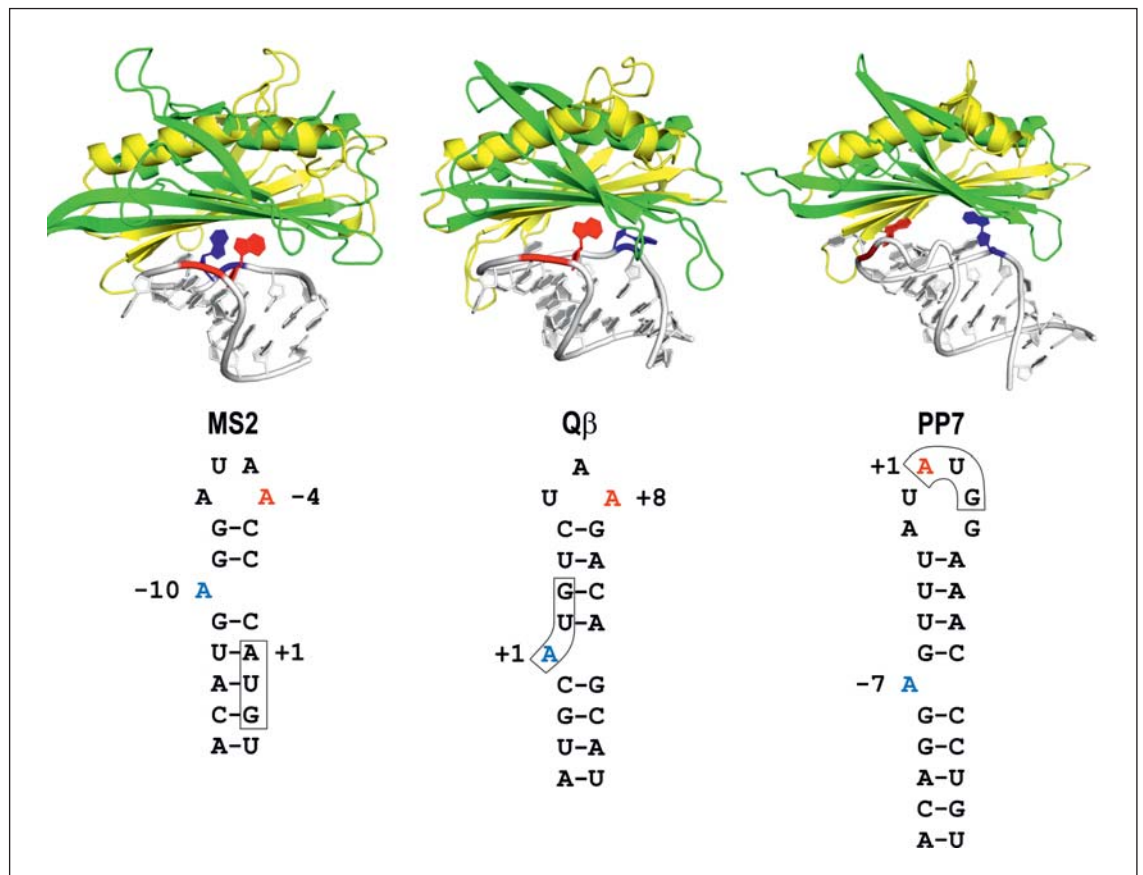 MS2
U A
A A -4
G-C
G-C
-10 A
G-C
U-A +1
A-U
C-G
A-U
Qβ
A
U A +8
C-G
U-A
G-C
U-A
+1 A
C-G
G-C
U-A
A-U
PP7
+1 A U
U G
A G
U-A
U-A
U-A
G-C
-7 A
G-C
G-C
A-U
C-G
A-U